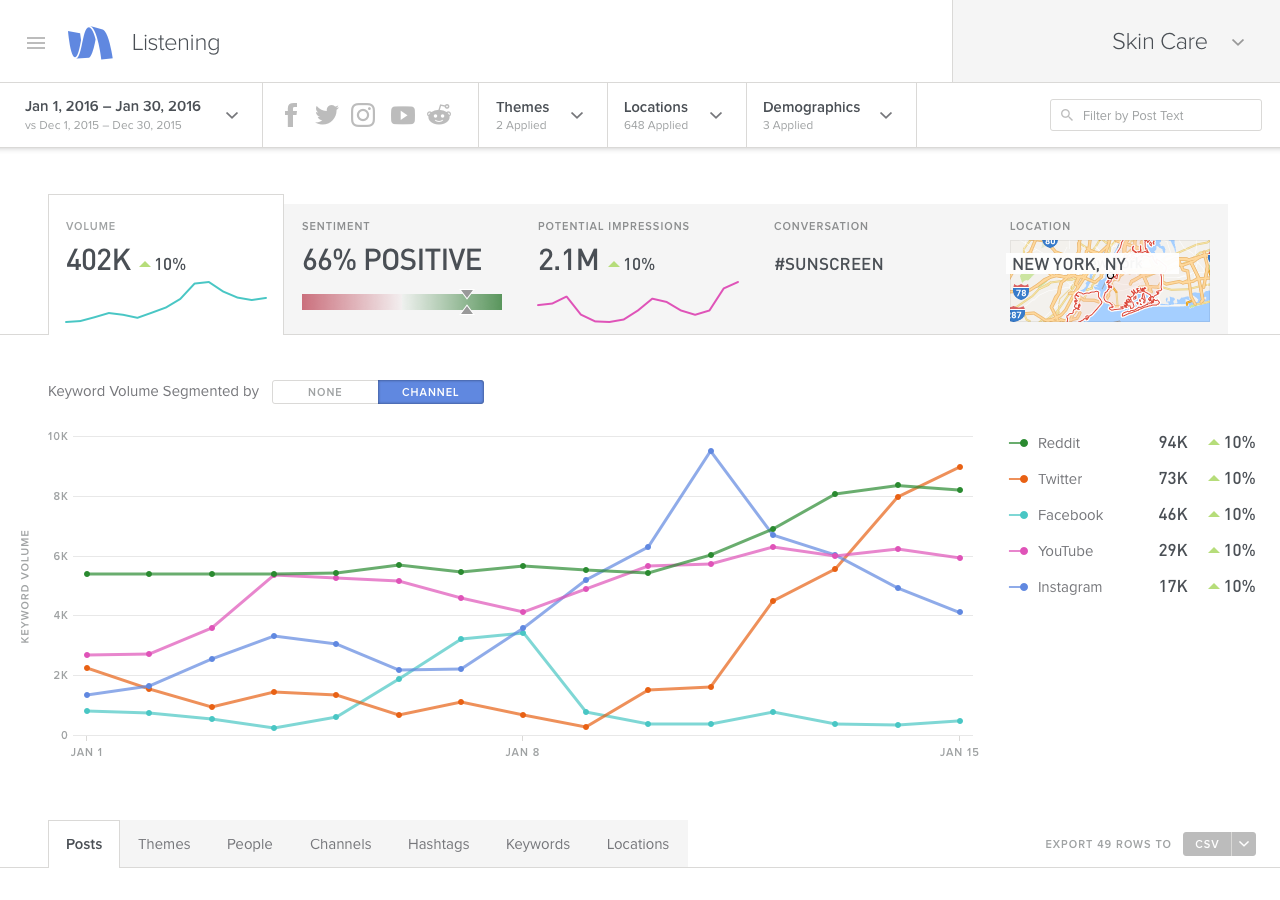 Listening
Skin Care
Jan 1, 2016 – Jan 30, 2016
vs Dec 1, 2015 – Dec 30, 2015
Themes
2 Applied
Locations
648 Applied
Demographics
3 Applied
Filter by Post Text
VOLUME
402K 10%
SENTIMENT
66% POSITIVE
POTENTIAL IMPRESSIONS
2.1M 10%
CONVERSATION
#SUNSCREEN
LOCATION
80
NEW YORK, NY
78
287
Keyword Volume Segmented by
NONE
CHANNEL
KEYWORD VOLUME
10K
8K
6K
4K
2K
0
JAN 1
JAN 8
JAN 15
Reddit 94K 10%
Twitter 73K 10%
Facebook 46K 10%
YouTube 29K 10%
Instagram 17K 10%
Posts
Themes
People
Channels
Hashtags
Keywords
Locations
EXPORT 49 ROWS TO
CSV